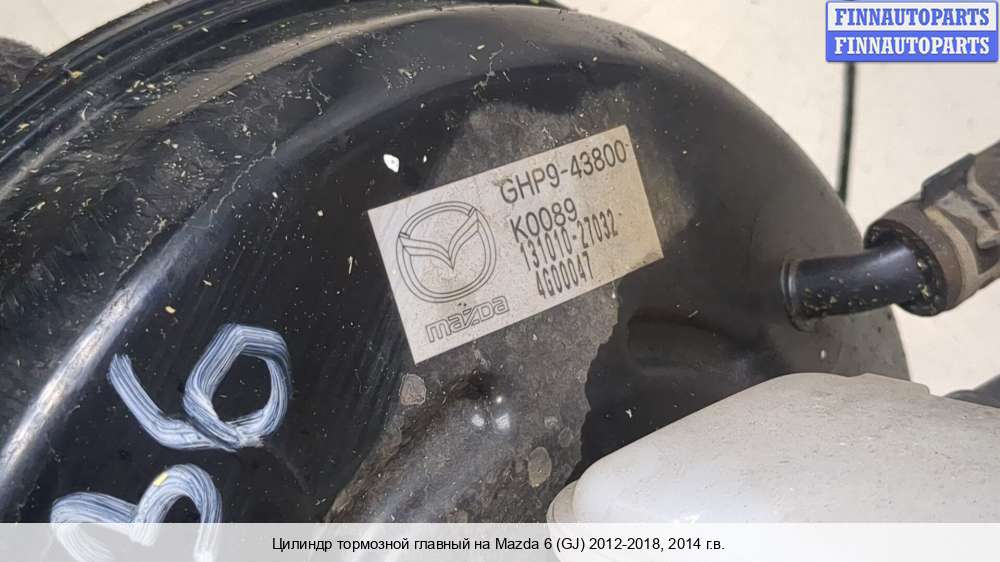 FINNAUTOPARTS
FINNAUTOPARTS
GHP9-43800
K0089
131010-27032
4G00047
mazda
Цилиндр тормозной главный на Mazda 6 (GJ) 2012-2018, 2014 г.в.